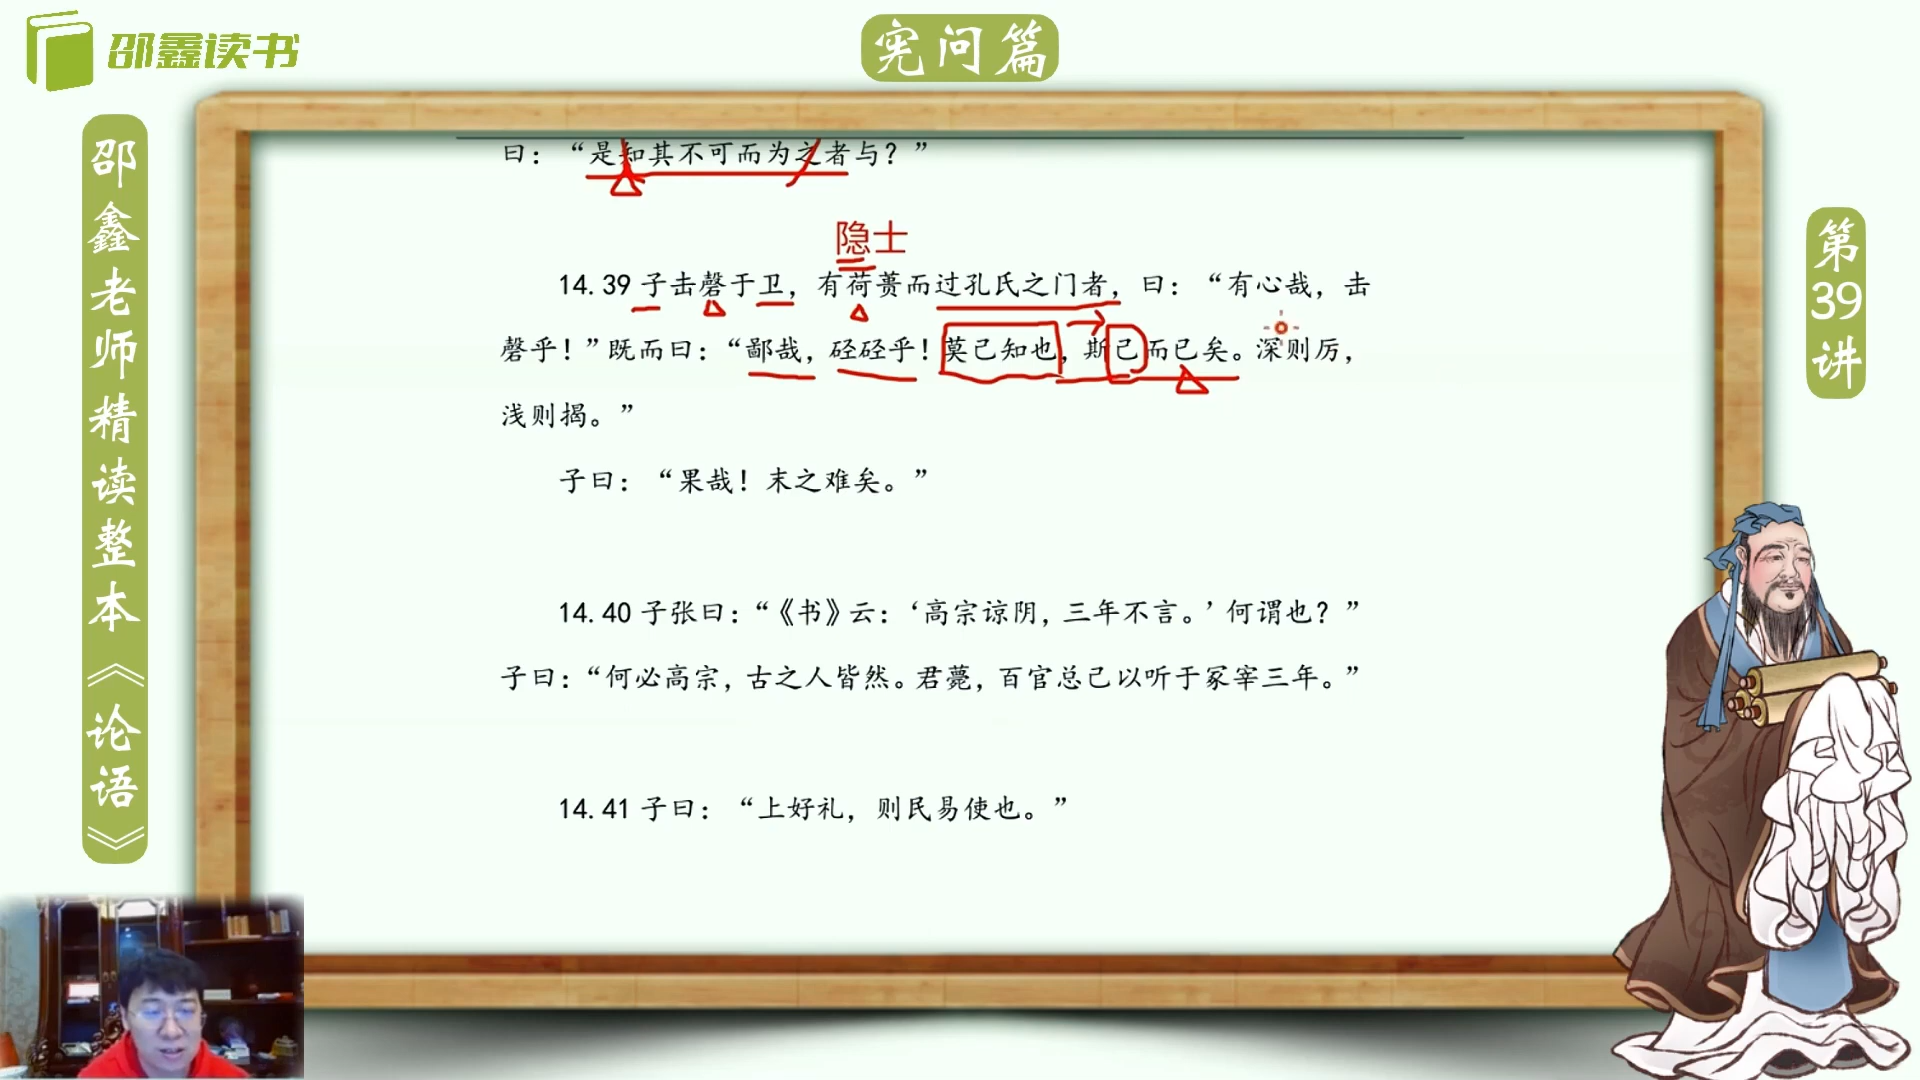 邵鑫读书
宪问篇
邵鑫老师精读整本《论语》
第39讲
曰：“是知其不可而为之者与？”
隐士
14.39 子击磬于卫，有荷蒉而过孔氏之门者，曰：“有心哉，击
磬乎！”既而曰：“鄙哉，硁硁乎！莫己知也，斯己而已矣。深则厉，
浅则揭。”
子曰：“果哉！末之难矣。”
14.40 子张曰：“《书》云：‘高宗谅阴，三年不言。’何谓也？”
子曰：“何必高宗，古之人皆然。君薨，百官总己以听于冢宰三年。”
14.41 子曰：“上好礼，则民易使也。”